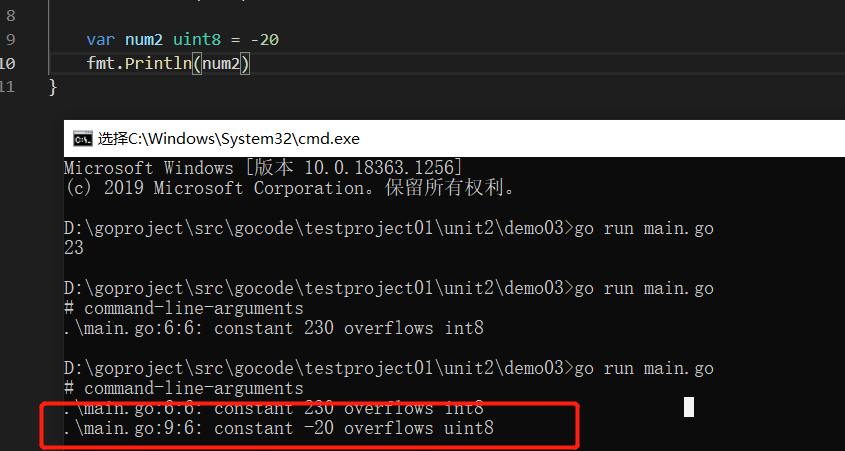 8
9 var num2 uint8 = -20
10 fmt.Println(num2)
11 }
选择C:\Windows\System32\cmd.exe
Microsoft Windows [版本 10.0.18363.1256]
(c) 2019 Microsoft Corporation。保留所有权利。
D:\goproject\src\gocode\testproject01\unit2\demo03>go run main.go
23
D:\goproject\src\gocode\testproject01\unit2\demo03>go run main.go
# command-line-arguments
.\main.go:6:6: constant 230 overflows int8
D:\goproject\src\gocode\testproject01\unit2\demo03>go run main.go
# command-line-arguments
.\main.go:6:6: constant 230 overflows int8
.\main.go:9:6: constant -20 overflows uint8